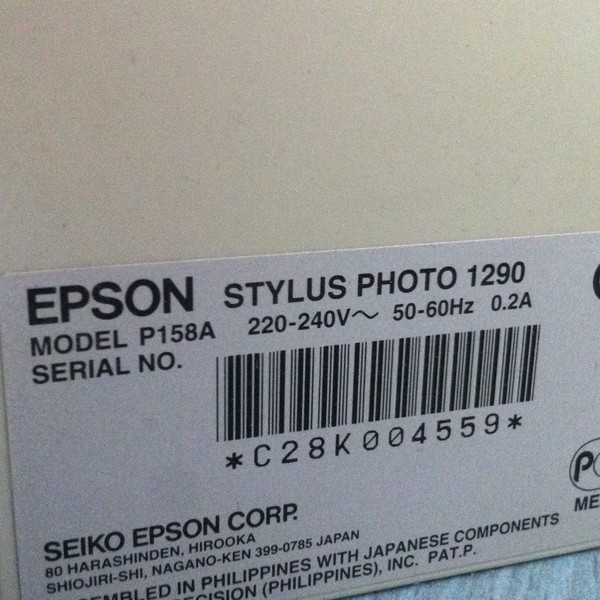 EPSON STYLUS PHOTO 1290
MODEL P158A 220-240V～ 50-60Hz 0.2A
SERIAL NO.
*C28K004559*
SEIKO EPSON CORP.
80 HARASHINDEN, HIROOKA
SHIOJIRI-SHI, NAGANO-KEN 399-0785 JAPAN
IN PHILIPPINES WITH JAPANESE COMPONENTS
(PHILIPPINES), INC. PAT.P.